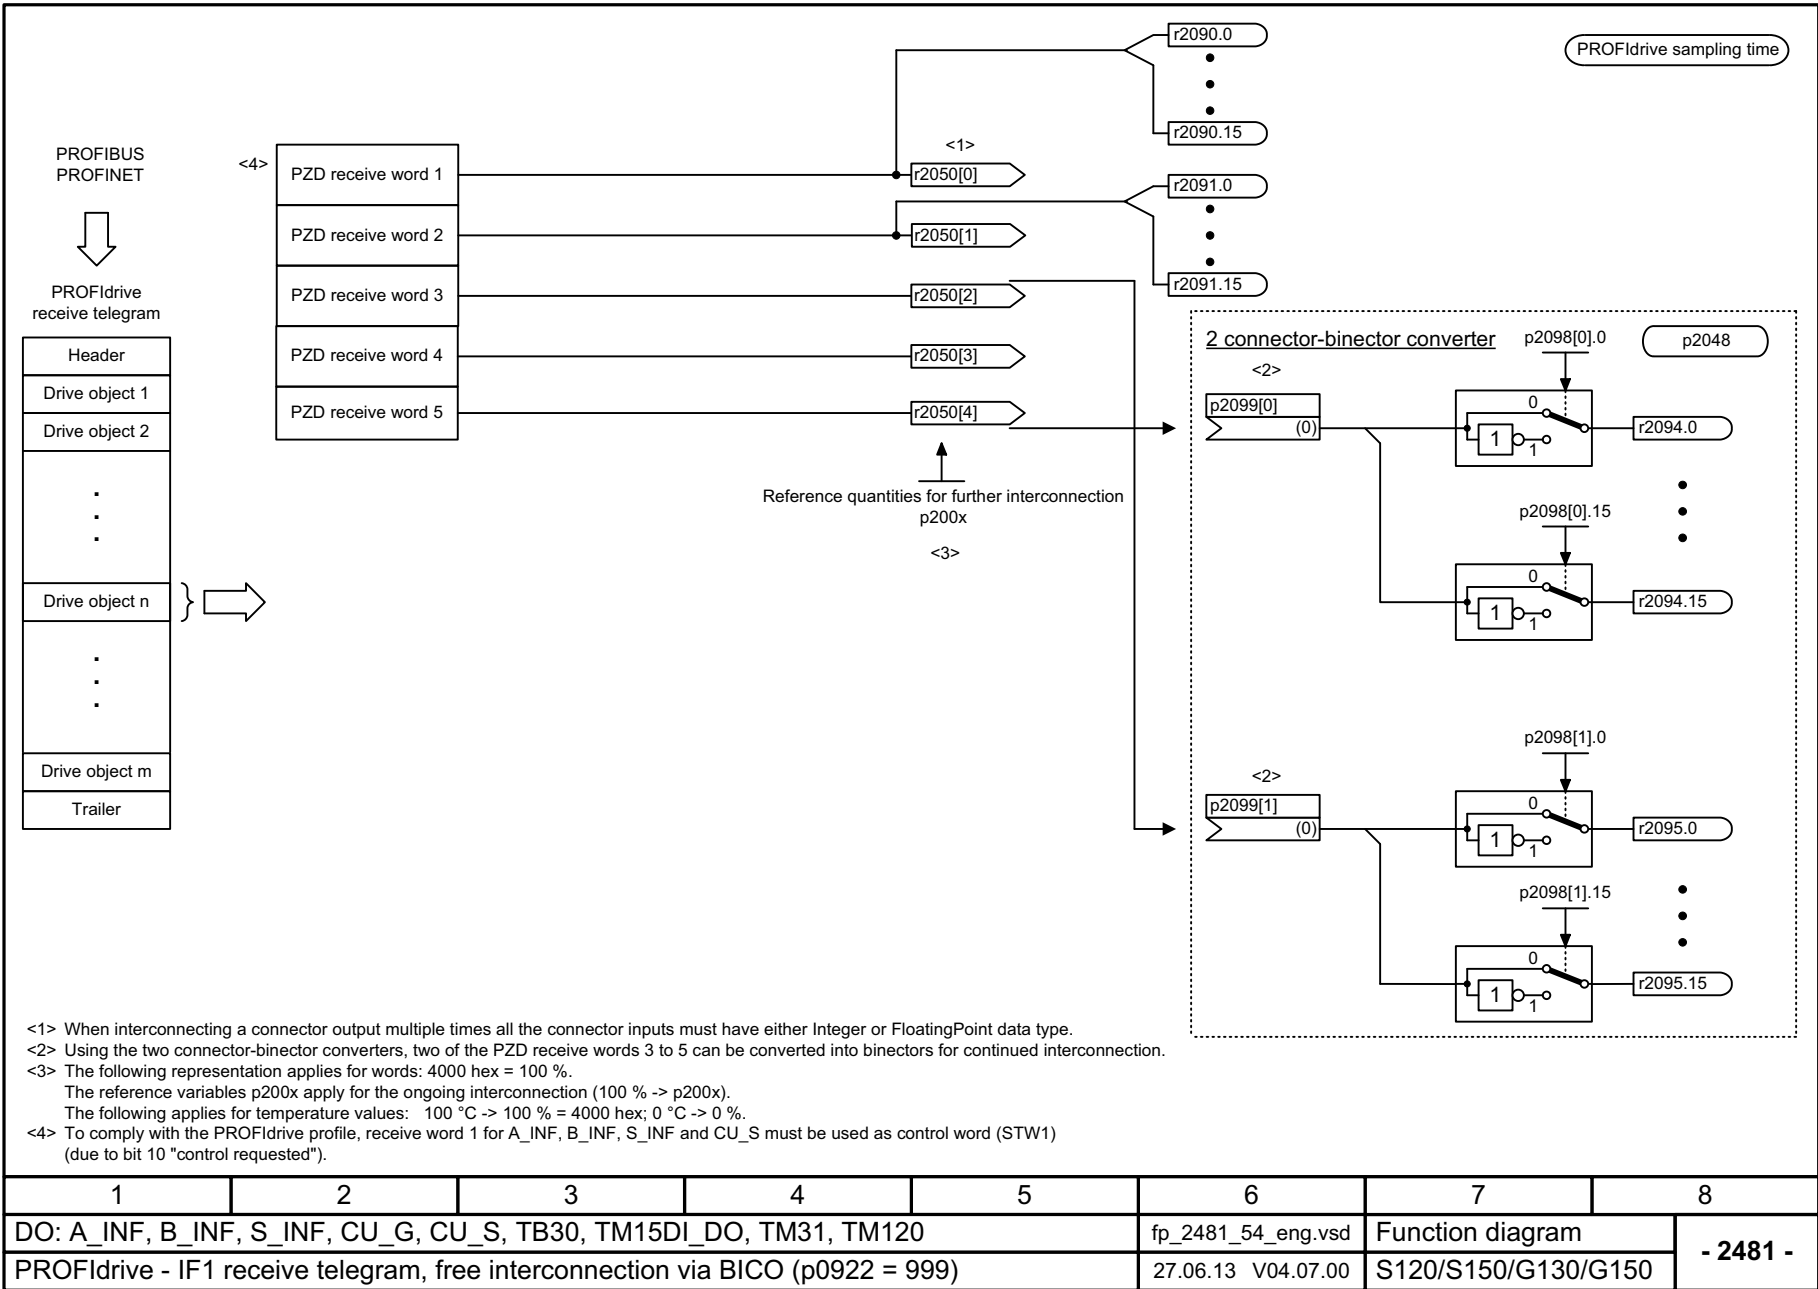 r2090.0
PROFIdrive sampling time
r2090.15
PROFIBUS
PROFINET
<4>
PZD receive word 1
<1>
r2050[0]
r2091.0
PZD receive word 2
r2050[1]
r2091.15
PROFIdrive
receive telegram
PZD receive word 3
r2050[2]
PZD receive word 4
r2050[3]
PZD receive word 5
r2050[4]
Header
Drive object 1
Drive object 2
Drive object n
Drive object m
Trailer
Reference quantities for further interconnection
p200x
<3>
2 connector-binector converter
p2098[0].0
p2048
<2>
p2099[0]
(0)
0
1
1
r2094.0
p2098[0].15
0
1
1
r2094.15
p2098[1].0
<2>
p2099[1]
(0)
0
1
1
r2095.0
p2098[1].15
0
1
1
r2095.15
<1> When interconnecting a connector output multiple times all the connector inputs must have either Integer or FloatingPoint data type.
<2> Using the two connector-binector converters, two of the PZD receive words 3 to 5 can be converted into binectors for continued interconnection.
<3> The following representation applies for words: 4000 hex = 100 %.
The reference variables p200x apply for the ongoing interconnection (100 % -> p200x).
The following applies for temperature values: 100 °C -> 100 % = 4000 hex; 0 °C -> 0 %.
<4> To comply with the PROFIdrive profile, receive word 1 for A_INF, B_INF, S_INF and CU_S must be used as control word (STW1)
(due to bit 10 "control requested").
1 2 3 4 5 6 7 8
DO: A_INF, B_INF, S_INF, CU_G, CU_S, TB30, TM15DI_DO, TM31, TM120
fp_2481_54_eng.vsd
Function diagram
- 2481 -
PROFIdrive - IF1 receive telegram, free interconnection via BICO (p0922 = 999)
27.06.13 V04.07.00
S120/S150/G130/G150